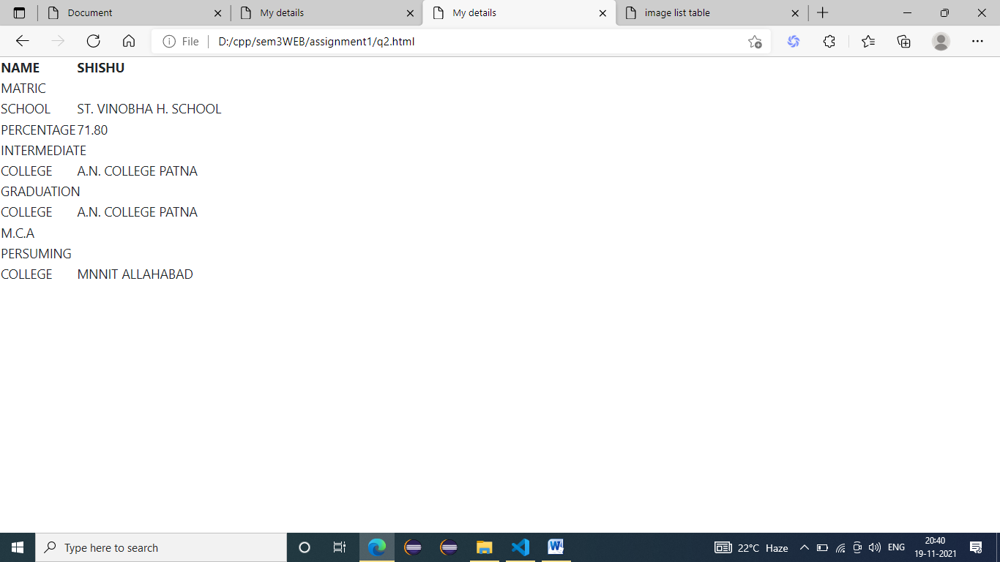 Document My details My details image list table
File D:/cpp/sem3WEB/assignment1/q2.html
NAME SHISHU
MATRIC
SCHOOL ST. VINOBHA H. SCHOOL
PERCENTAGE 71.80
INTERMEDIATE
COLLEGE A.N. COLLEGE PATNA
GRADUATION
COLLEGE A.N. COLLEGE PATNA
M.C.A
PERSUMING
COLLEGE MNNIT ALLAHABAD
Type here to search 22°C Haze ENG 20:40
19-11-2021